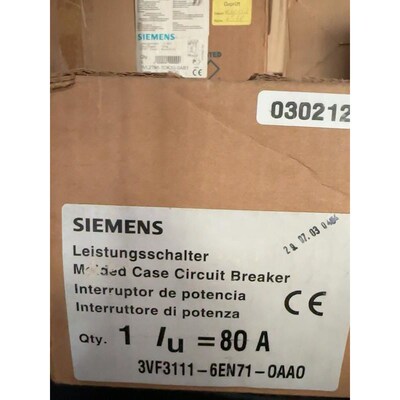 Geprüft
SIEMENS
030212
SIEMENS
Leistungsschalter
Molded Case Circuit Breaker
Interruptor de potencia
Interruttore di potenza
CE
Qty. 1 Iu = 80 A
3VF3111-6EN71-0AA0